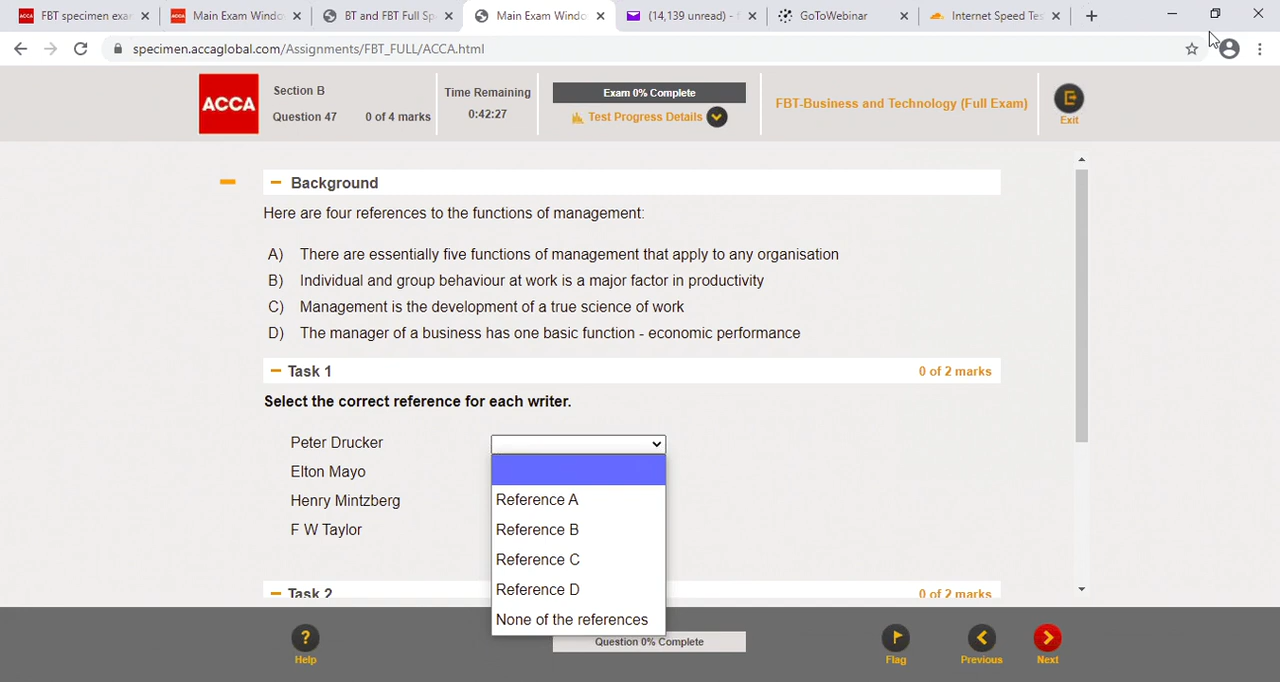 FBT specimen exa
Main Exam Windo
BT and FBT Full Sp
Main Exam Windo
(14,139 unread) -
GoToWebinar
Internet Speed Tes
specimen.accaglobal.com/Assignments/FBT_FULL/ACCA.html
ACCA
Section B
Question 47
0 of 4 marks
Time Remaining
0:42:27
Exam 0% Complete
Test Progress Details
FBT-Business and Technology (Full Exam)
Exit
Background
Here are four references to the functions of management:
A) There are essentially five functions of management that apply to any organisation
B) Individual and group behaviour at work is a major factor in productivity
C) Management is the development of a true science of work
D) The manager of a business has one basic function - economic performance
Task 1
0 of 2 marks
Select the correct reference for each writer.
Peter Drucker
Elton Mayo
Henry Mintzberg
F W Taylor
Reference A
Reference B
Reference C
Reference D
None of the references
Task 2
0 of 2 marks
Question 0% Complete
Help
Flag
Previous
Next